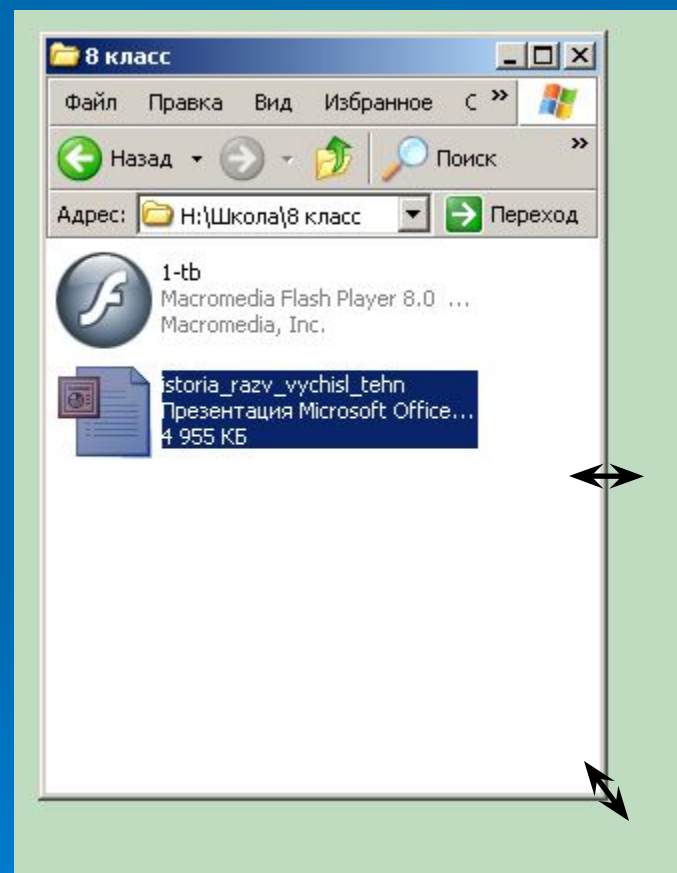 8 класс
Файл Правка Вид Избранное С »
Назад Поиск »
Адрес: H:\Школа\8 класс Переход
1-tb
Macromedia Flash Player 8.0 ...
Macromedia, Inc.
istoria_razv_vychisl_tehn
Презентация Microsoft Office...
4 955 КБ